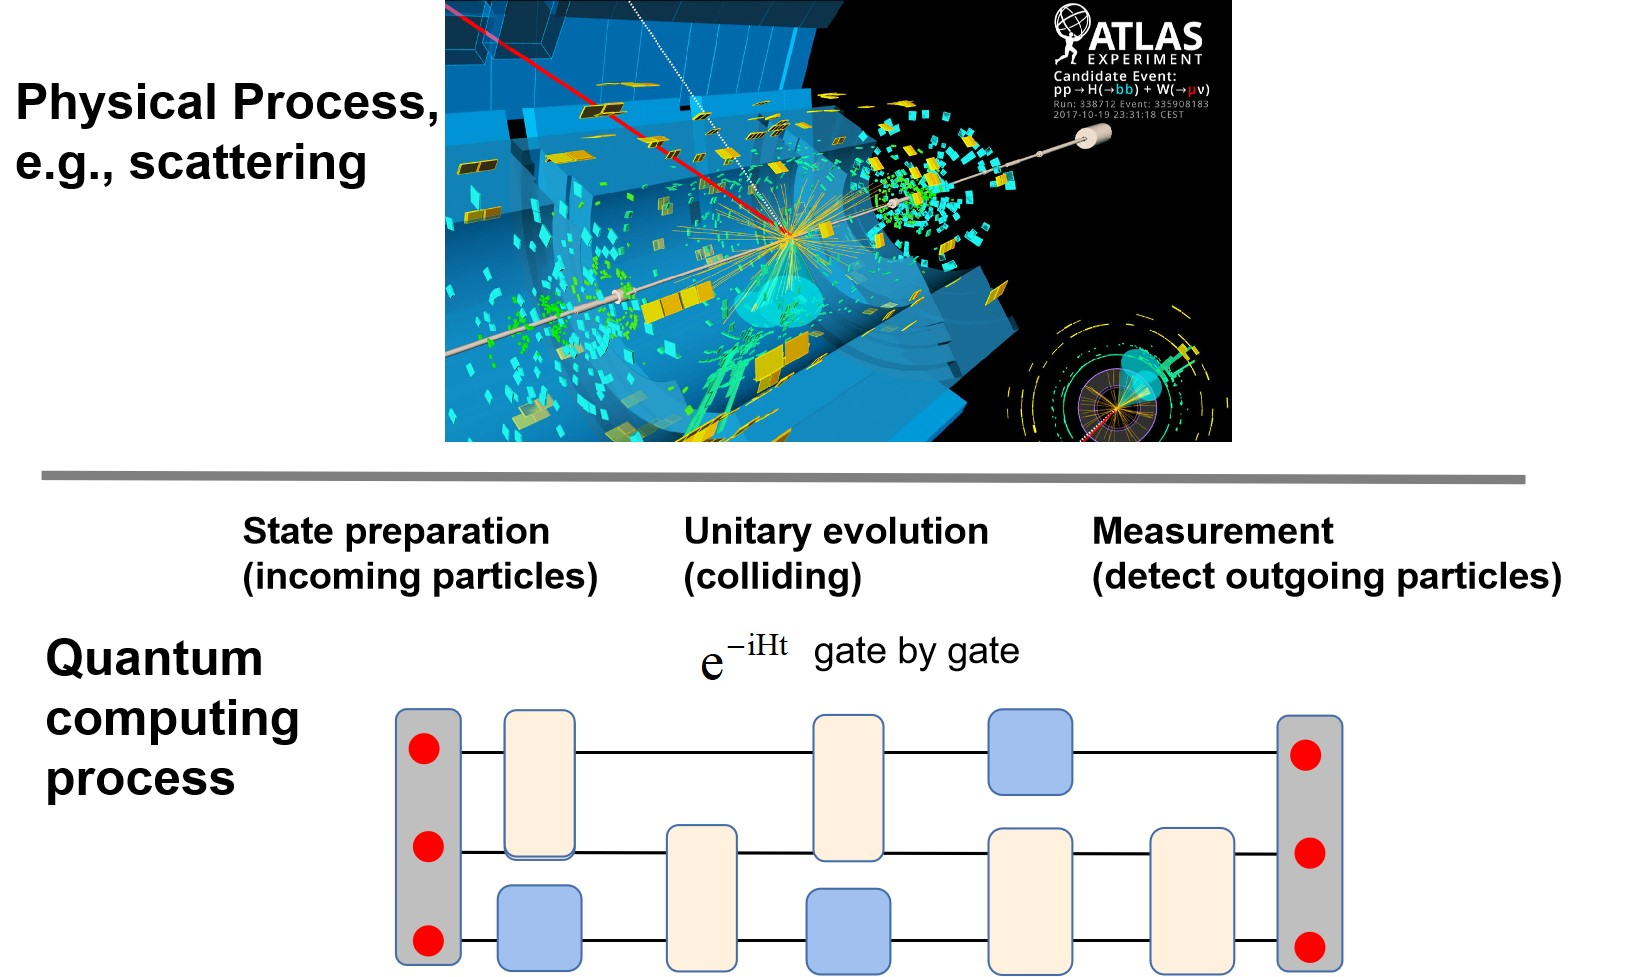 Physical Process,
e.g., scattering
ATLAS
EXPERIMENT
Candidate Event:
pp→H(→bb) + W(→μν)
Run: 338712 Event: 335908183
2017-10-19 23:31:18 CEST
State preparation
(incoming particles)
Unitary evolution
(colliding)
Measurement
(detect outgoing particles)
e^{-iHt} gate by gate
Quantum
computing
process